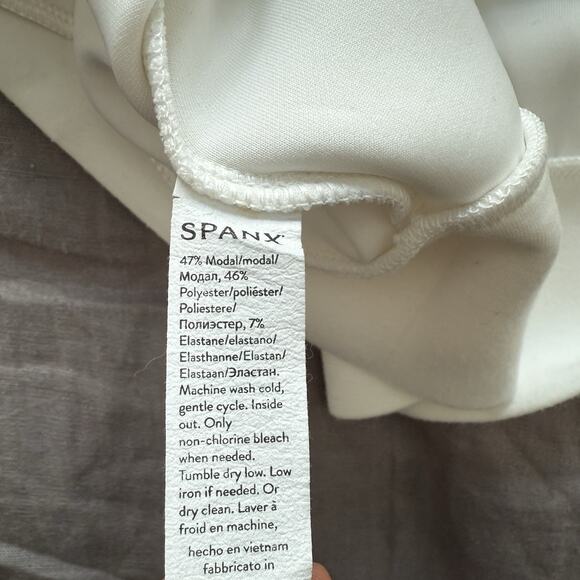 SPANX
47% Modal/modal/
Модал, 46%
Polyester/poliéster/
Poliestere/
Полиэстер, 7%
Elastane/elastano/
Elasthanne/Elastan/
Elastaan/Эластан.
Machine wash cold,
gentle cycle. Inside
out. Only
non-chlorine bleach
when needed.
Tumble dry low. Low
iron if needed. Or
dry clean. Laver à
froid en machine,
hecho en vietnam
fabbricato in